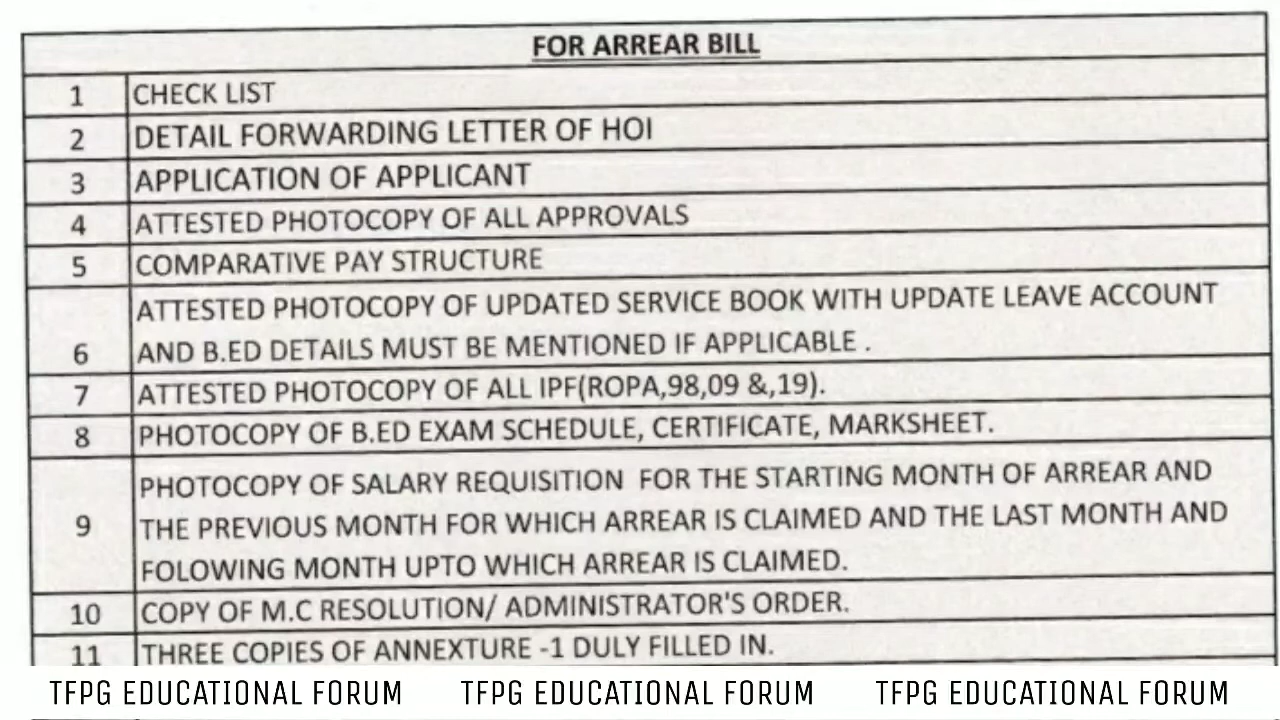 FOR ARREAR BILL
1 CHECK LIST
2 DETAIL FORWARDING LETTER OF HOI
3 APPLICATION OF APPLICANT
4 ATTESTED PHOTOCOPY OF ALL APPROVALS
5 COMPARATIVE PAY STRUCTURE
ATTESTED PHOTOCOPY OF UPDATED SERVICE BOOK WITH UPDATE LEAVE ACCOUNT
6 AND B.ED DETAILS MUST BE MENTIONED IF APPLICABLE .
7 ATTESTED PHOTOCOPY OF ALL IPF(ROPA,98,09 &,19).
8 PHOTOCOPY OF B.ED EXAM SCHEDULE, CERTIFICATE, MARKSHEET.
PHOTOCOPY OF SALARY REQUISITION FOR THE STARTING MONTH OF ARREAR AND
9 THE PREVIOUS MONTH FOR WHICH ARREAR IS CLAIMED AND THE LAST MONTH AND
FOLOWING MONTH UPTO WHICH ARREAR IS CLAIMED.
10 COPY OF M.C RESOLUTION/ ADMINISTRATOR'S ORDER.
11 THREE COPIES OF ANNEXTURE -1 DULY FILLED IN.
TFPG EDUCATIONAL FORUM TFPG EDUCATIONAL FORUM TFPG EDUCATIONAL FORUM